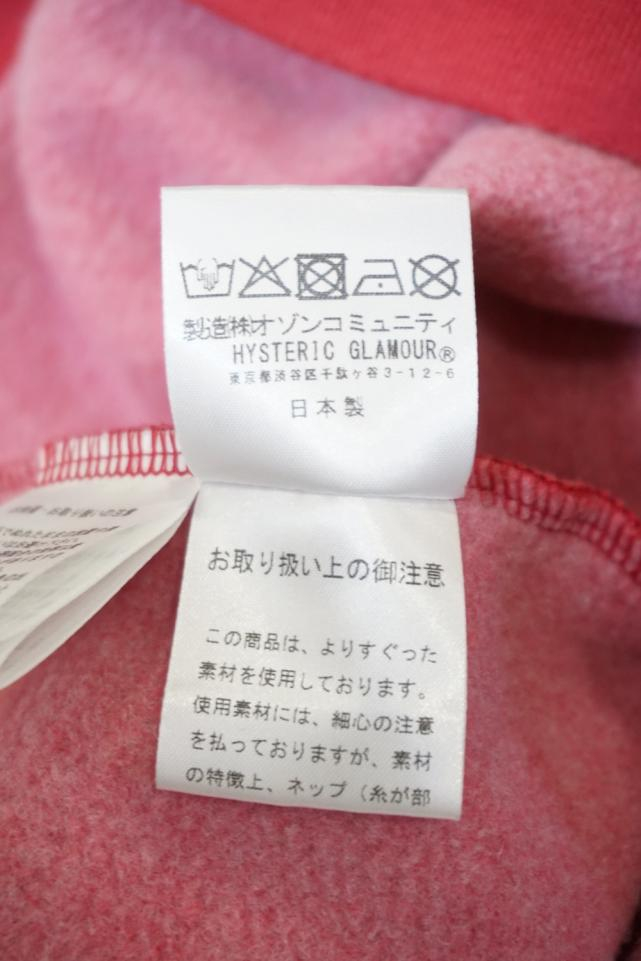 製造(株)オゾンコミュニティ
HYSTERIC GLAMOUR®
東京都渋谷区千駄ヶ谷3-12-6
日本製
お取り扱い上の御注意
この商品は、よりすぐった
素材を使用しております。
使用素材には、細心の注意
を払っておりますが、素材
の特徴上、ネップ（糸が部